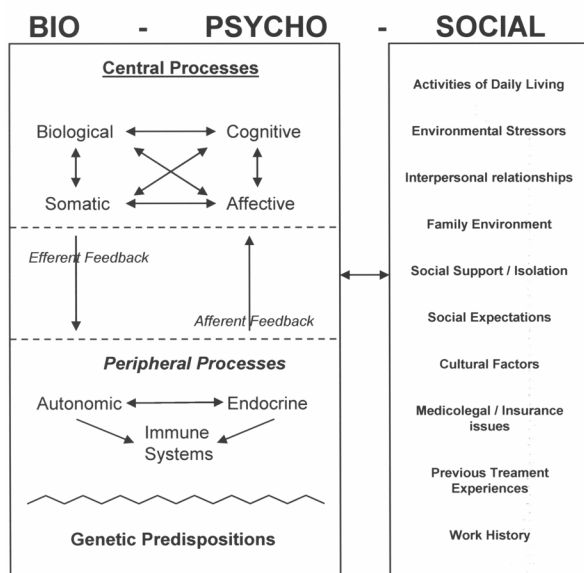 BIO - PSYCHO - SOCIAL
Central Processes
Biological Cognitive
Somatic Affective
Efferent Feedback
Afferent Feedback
Peripheral Processes
Autonomic Endocrine
Immune
Systems
Genetic Predispositions
Activities of Daily Living
Environmental Stressors
Interpersonal relationships
Family Environment
Social Support / Isolation
Social Expectations
Cultural Factors
Medicolegal / Insurance
issues
Previous Treament
Experiences
Work History